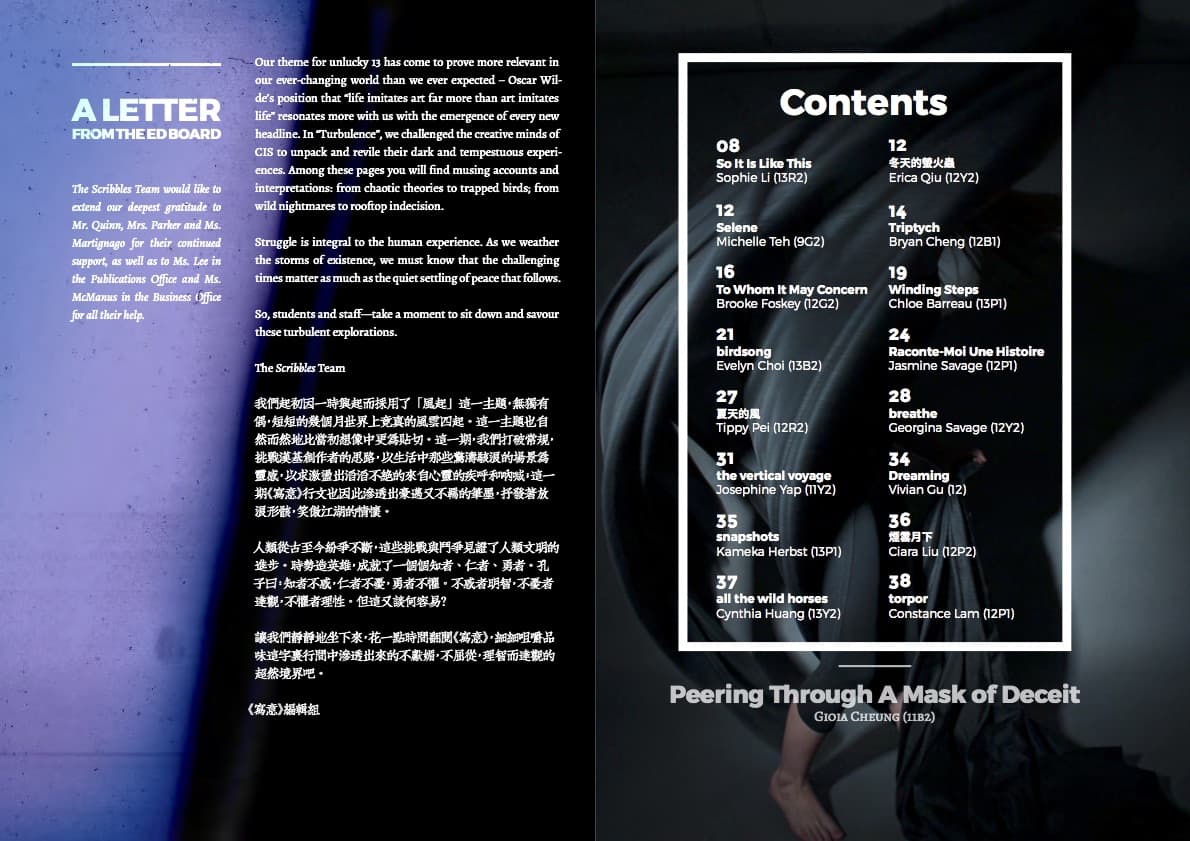 A LETTER
FROM THE ED BOARD
The Scribbles Team would like to
extend our deepest gratitude to
Mr. Quinn, Mrs. Parker and Ms.
Martignago for their continued
support, as well as to Ms. Lee in
the Publications Office and Ms.
McManus in the Business Office
for all their help.
Our theme for unlucky 13 has come to prove more relevant in
our ever-changing world than we ever expected – Oscar Wil-
de's position that “life imitates art far more than art imitates
life” resonates more with us with the emergence of every new
headline. In “Turbulence”, we challenged the creative minds of
CIS to unpack and revile their dark and tempestuous experi-
ences. Among these pages you will find musing accounts and
interpretations: from chaotic theories to trapped birds; from
wild nightmares to rooftop indecision.
Struggle is integral to the human experience. As we weather
the storms of existence, we must know that the challenging
times matter as much as the quiet settling of peace that follows.
So, students and staff—take a moment to sit down and savour
these turbulent explorations.
The Scribbles Team
我們起初因一時興起而採用了「風起」這一主題,無獨有
偶,短短的幾個月世界上竟真的風雲四起。這一主題也自
然而然地比當初想像中更為貼切。這一期,我們打破常規,
挑戰漢基創作者的思路,以生活中那些驚濤駭浪的場景為
靈感,以求激盪出滔滔不絕的來自心靈的疾呼和吶喊,這一
期《寫意》行文也因此滲透出豪邁又不羈的筆墨,抒發著放
浪形骸,笑傲江湖的情懷。
人類從古至今紛爭不斷,這些挑戰與鬥爭見證了人類文明的
進步。時勢造英雄,成就了一個個知者、仁者、勇者。孔
子曰,知者不惑,仁者不憂,勇者不懼。不惑者明智,不憂者
達觀,不懼者理性。但這又談何容易?
讓我們靜靜地坐下來,花一點時間翻閱《寫意》,細細咀嚼品
味這字裏行間中滲透出來的不獻媚,不屈從,理智而達觀的
超然境界吧。
《寫意》編輯組
Contents
08
So It Is Like This
Sophie Li (13R2)
12
冬天的螢火蟲
Erica Qiu (12Y2)
12
Selene
Michelle Teh (9G2)
14
Triptych
Bryan Cheng (12B1)
16
To Whom It May Concern
Brooke Foskey (12G2)
19
Winding Steps
Chloe Barreau (13P1)
21
birdsong
Evelyn Choi (13B2)
24
Raconte-Moi Une Histoire
Jasmine Savage (12P1)
27
夏天的風
Tippy Pei (12R2)
28
breathe
Georgina Savage (12Y2)
31
the vertical voyage
Josephine Yap (11Y2)
34
Dreaming
Vivian Gu (12)
35
snapshots
Kameka Herbst (13P1)
36
煙雲月下
Ciara Liu (12P2)
37
all the wild horses
Cynthia Huang (13Y2)
38
torpor
Constance Lam (12P1)
Peering Through A Mask of Deceit
Gioia Cheung (11B2)